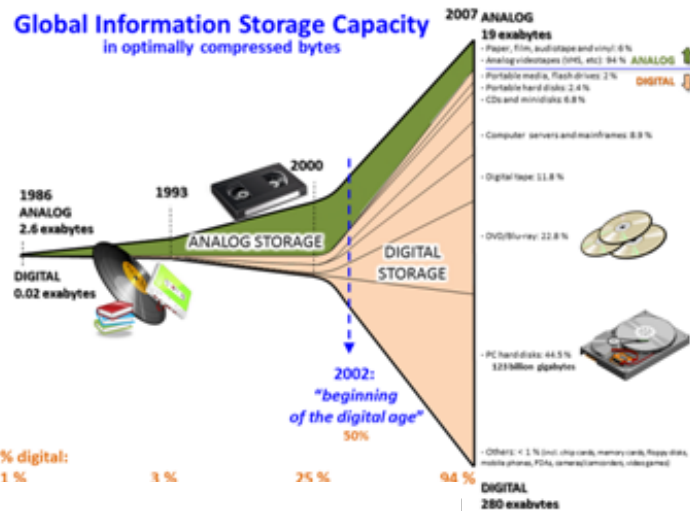 Global Information Storage Capacity
in optimally compressed bytes
2007
ANALOG
19 exabytes
- Paper, film, audiotape and vinyl: 6 %
- Analog videotapes (VHS, etc): 94 %
ANALOG
- Portable media, flash drives: 2 %
DIGITAL
- Portable hard disks: 2.4 %
- CDs and minidisks: 6.8 %
- Computer servers and mainframes: 8.9 %
- Digital tape: 11.8 %
- DVD/Blu-ray: 22.8 %
- PC hard disks: 44.5 %
123 billion gigabytes
- Others: < 1 % (incl. chip cards, memory cards, floppy disks,
mobile phones, PDAs, cameras/camcorders, video games)
DIGITAL
280 exabytes
1986
ANALOG
2.6 exabytes
DIGITAL
0.02 exabytes
1993
2000
ANALOG STORAGE
DIGITAL
STORAGE
2002:
"beginning
of the digital age"
50%
% digital:
1 %
3 %
25 %
94 %